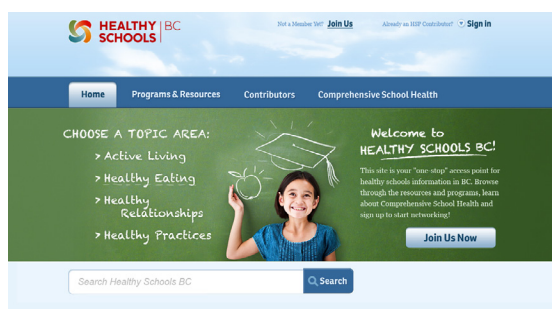 HEALTHY BC
SCHOOLS
Not a Member Yet? Join Us
Already an HSP Contributor? Sign in
Home
Programs & Resources
Contributors
Comprehensive School Health
CHOOSE A TOPIC AREA:
> Active Living
> Healthy Eating
> Healthy
Relationships
> Healthy Practices
Welcome to
HEALTHY SCHOOLS BC!
This site is your "one-stop" access point for
healthy schools information in BC. Browse
through the resources and programs, learn
about Comprehensive School Health and
sign up to start networking!
Join Us Now
Search Healthy Schools BC
Search